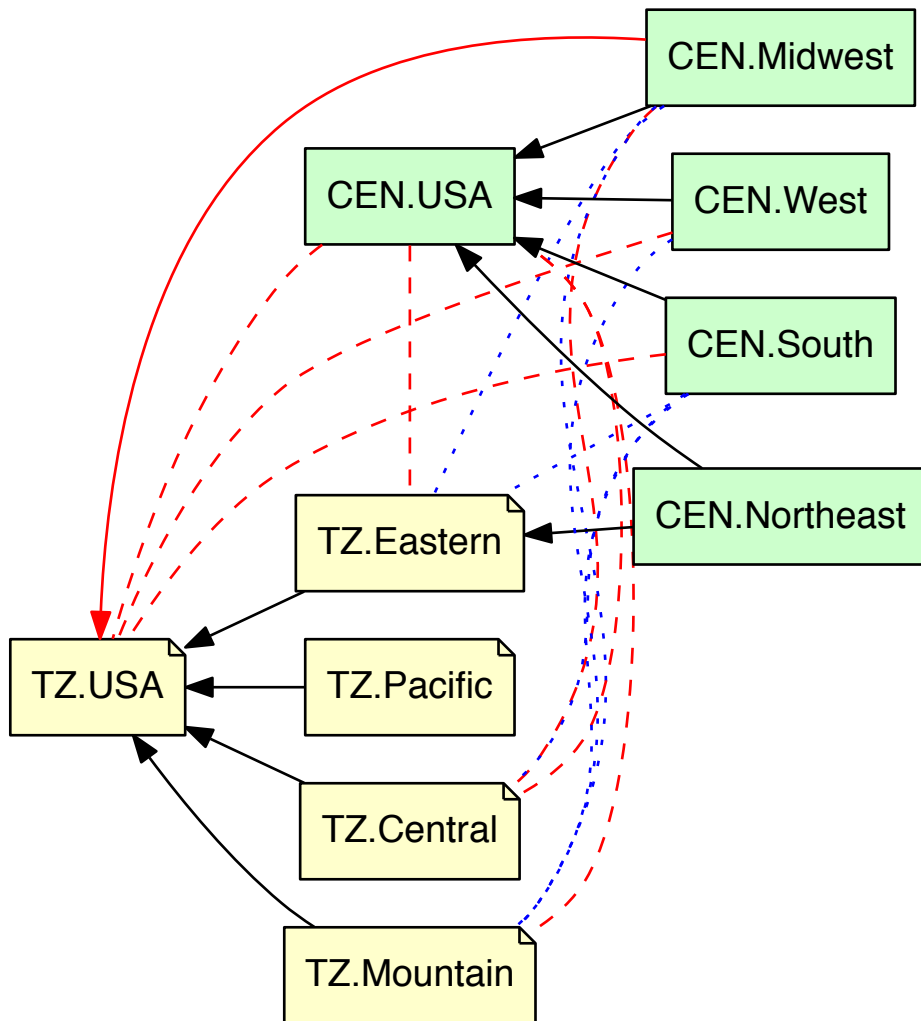 CEN.Midwest
CEN.USA
CEN.West
CEN.South
CEN.Northeast
TZ.Eastern
TZ.USA
TZ.Pacific
TZ.Central
TZ.Mountain